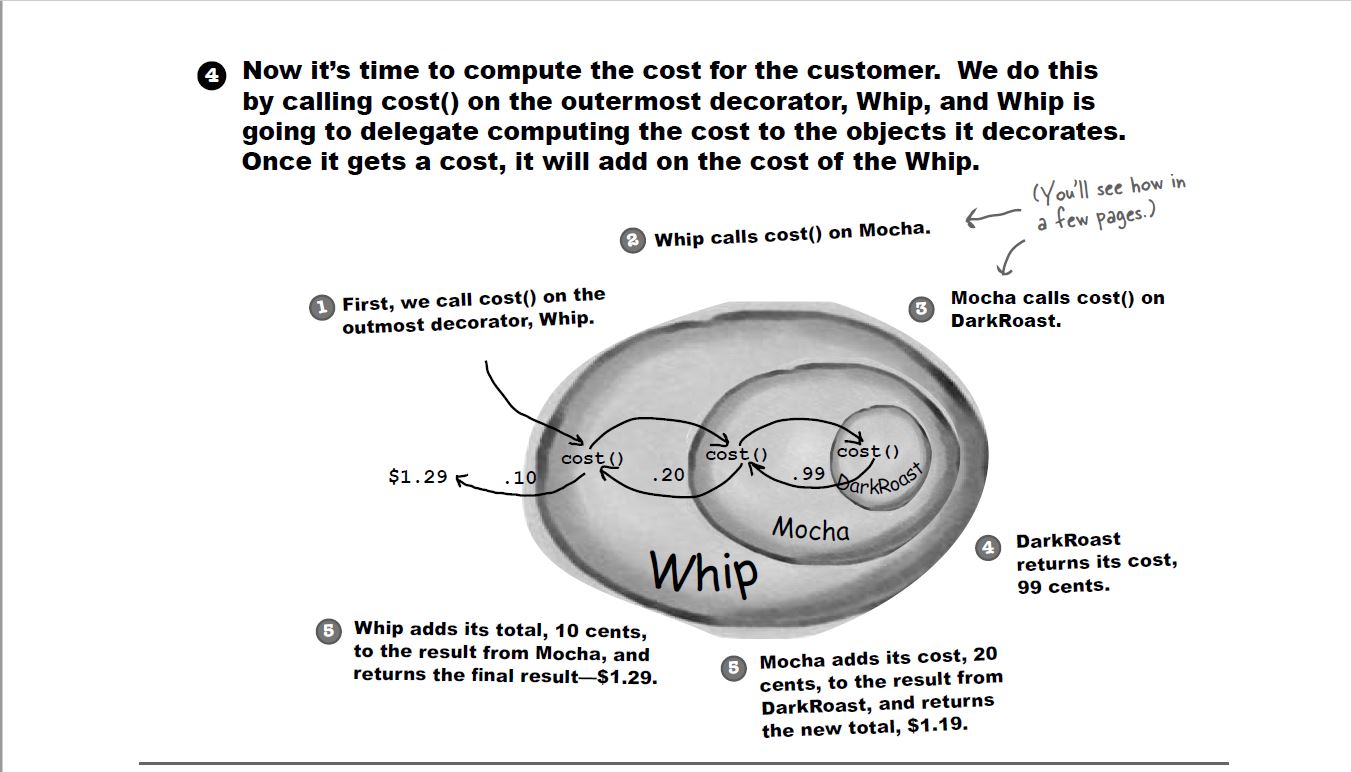 4 Now it's time to compute the cost for the customer.  We do this
by calling cost() on the outermost decorator, Whip, and Whip is
going to delegate computing the cost to the objects it decorates.
Once it gets a cost, it will add on the cost of the Whip.
(You'll see how in
a few pages.)
2 Whip calls cost() on Mocha.
1 First, we call cost() on the
outmost decorator, Whip.
3 Mocha calls cost() on
DarkRoast.
cost() cost() cost()
$1.29 .10 .20 .99 DarkRoast
Mocha
Whip
4 DarkRoast
returns its cost,
99 cents.
5 Whip adds its total, 10 cents,
to the result from Mocha, and
returns the final result—$1.29.
5 Mocha adds its cost, 20
cents, to the result from
DarkRoast, and returns
the new total, $1.19.